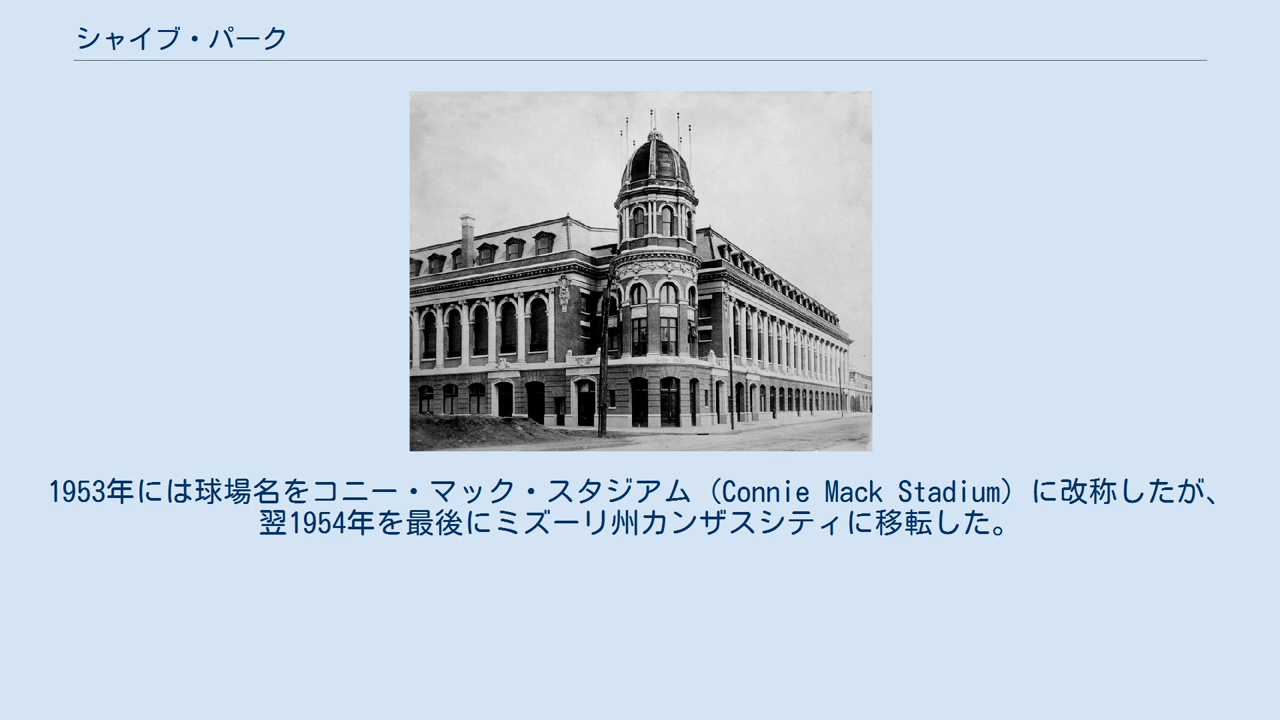 シャイブ・パーク
1953年には球場名をコニー・マック・スタジアム（Connie Mack Stadium）に改称したが、
翌1954年を最後にミズーリ州カンザスシティに移転した。